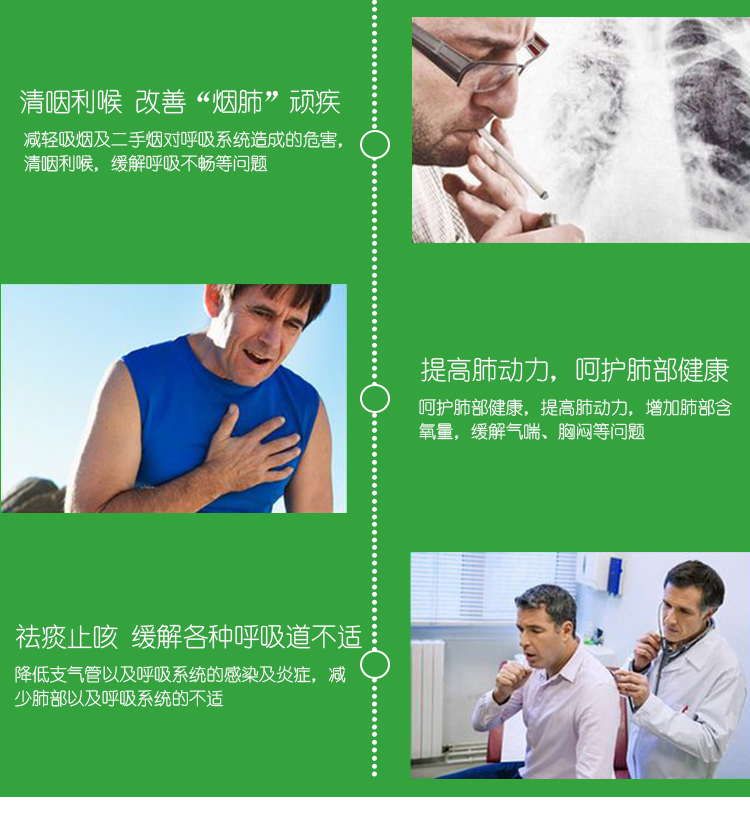 清咽利喉 改善“烟肺”顽疾
减轻吸烟及二手烟对呼吸系统造成的危害，
清咽利喉，缓解呼吸不畅等问题
提高肺动力，呵护肺部健康
呵护肺部健康，提高肺动力，增加肺部含
氧量，缓解气喘、胸闷等问题
祛痰止咳 缓解各种呼吸道不适
降低支气管以及呼吸系统的感染及炎症，减
少肺部以及呼吸系统的不适